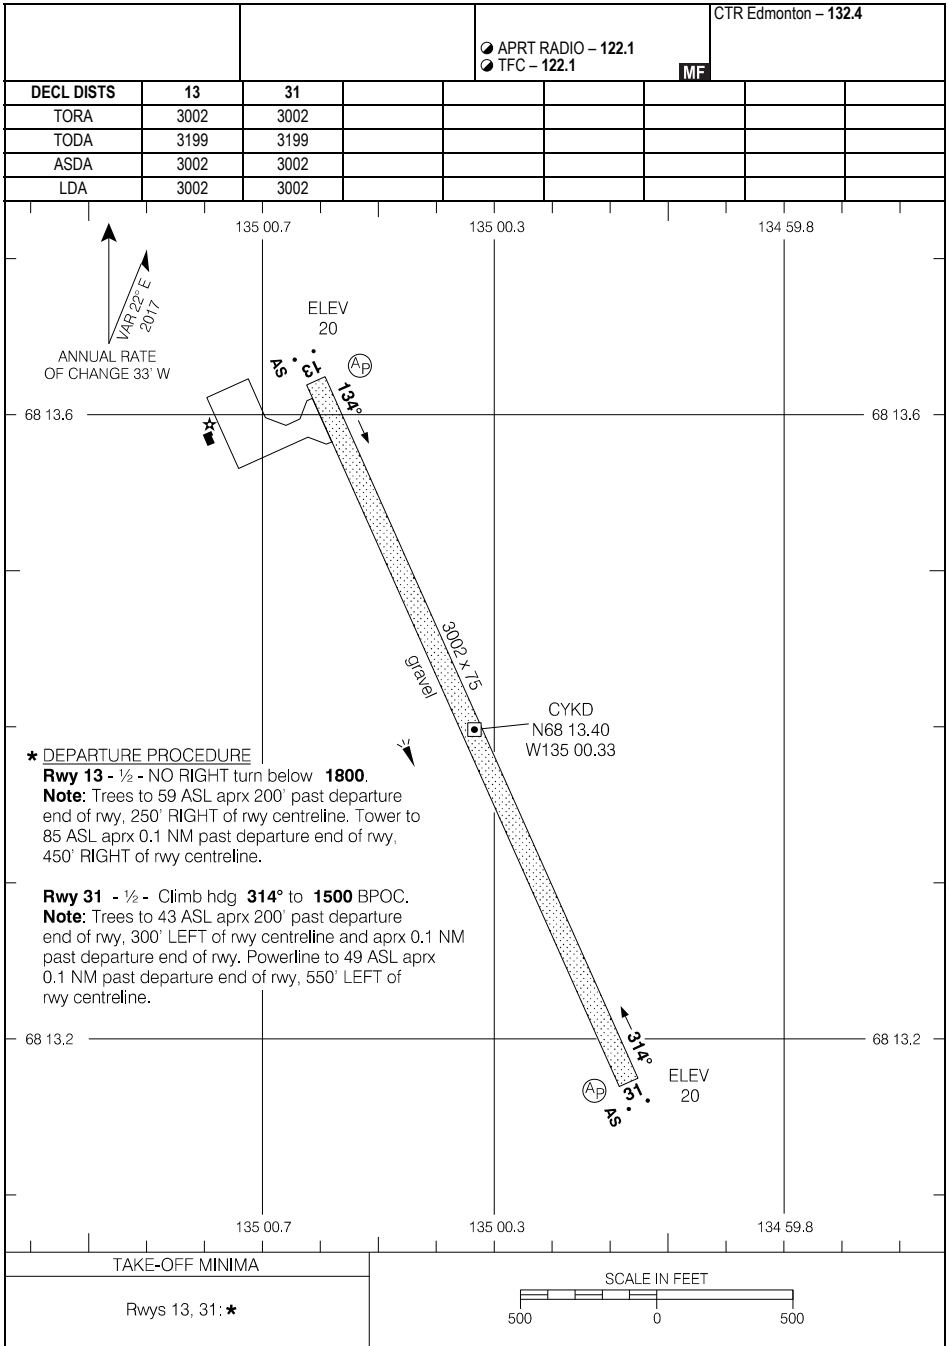 CTR Edmonton – 132.4
APRT RADIO – 122.1
TFC – 122.1
MF
DECL DISTS 13 31
TORA 3002 3002
TODA 3199 3199
ASDA 3002 3002
LDA 3002 3002
135 00.7 135 00.3 134 59.8
VAR 22° E
2017
ANNUAL RATE
OF CHANGE 33' W
ELEV
20
AS
13
AP
134°
68 13.6 68 13.6
3002 x 75
gravel
CYKD
N68 13.40
W135 00.33
* DEPARTURE PROCEDURE
Rwy 13 - ½ - NO RIGHT turn below 1800.
Note: Trees to 59 ASL aprx 200' past departure
end of rwy, 250' RIGHT of rwy centreline. Tower to
85 ASL aprx 0.1 NM past departure end of rwy,
450' RIGHT of rwy centreline.
Rwy 31 - ½ - Climb hdg 314° to 1500 BPOC.
Note: Trees to 43 ASL aprx 200' past departure
end of rwy, 300' LEFT of rwy centreline and aprx 0.1 NM
past departure end of rwy. Powerline to 49 ASL aprx
0.1 NM past departure end of rwy, 550' LEFT of
rwy centreline.
68 13.2 68 13.2
314°
31
AP
AS
ELEV
20
135 00.7 135 00.3 134 59.8
TAKE-OFF MINIMA
Rwys 13, 31: *
SCALE IN FEET
500 0 500